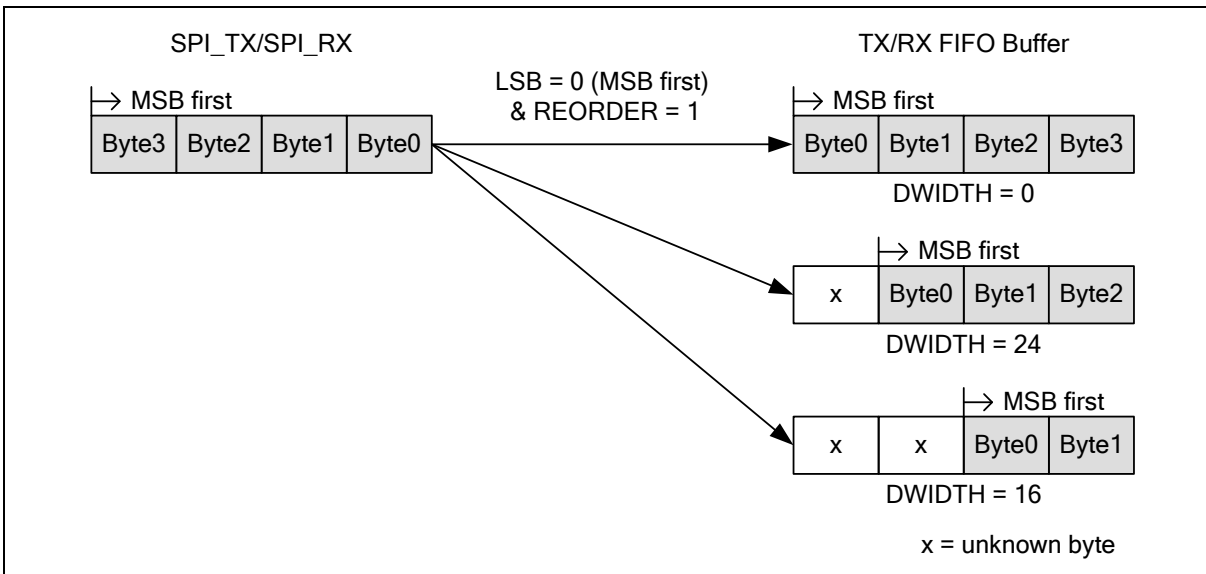 SPI_TX/SPI_RX
TX/RX FIFO Buffer
LSB = 0 (MSB first)
& REORDER = 1
MSB first
Byte3 Byte2 Byte1 Byte0
MSB first
Byte0 Byte1 Byte2 Byte3
DWIDTH = 0
MSB first
x Byte0 Byte1 Byte2
DWIDTH = 24
MSB first
x x Byte0 Byte1
DWIDTH = 16
x = unknown byte